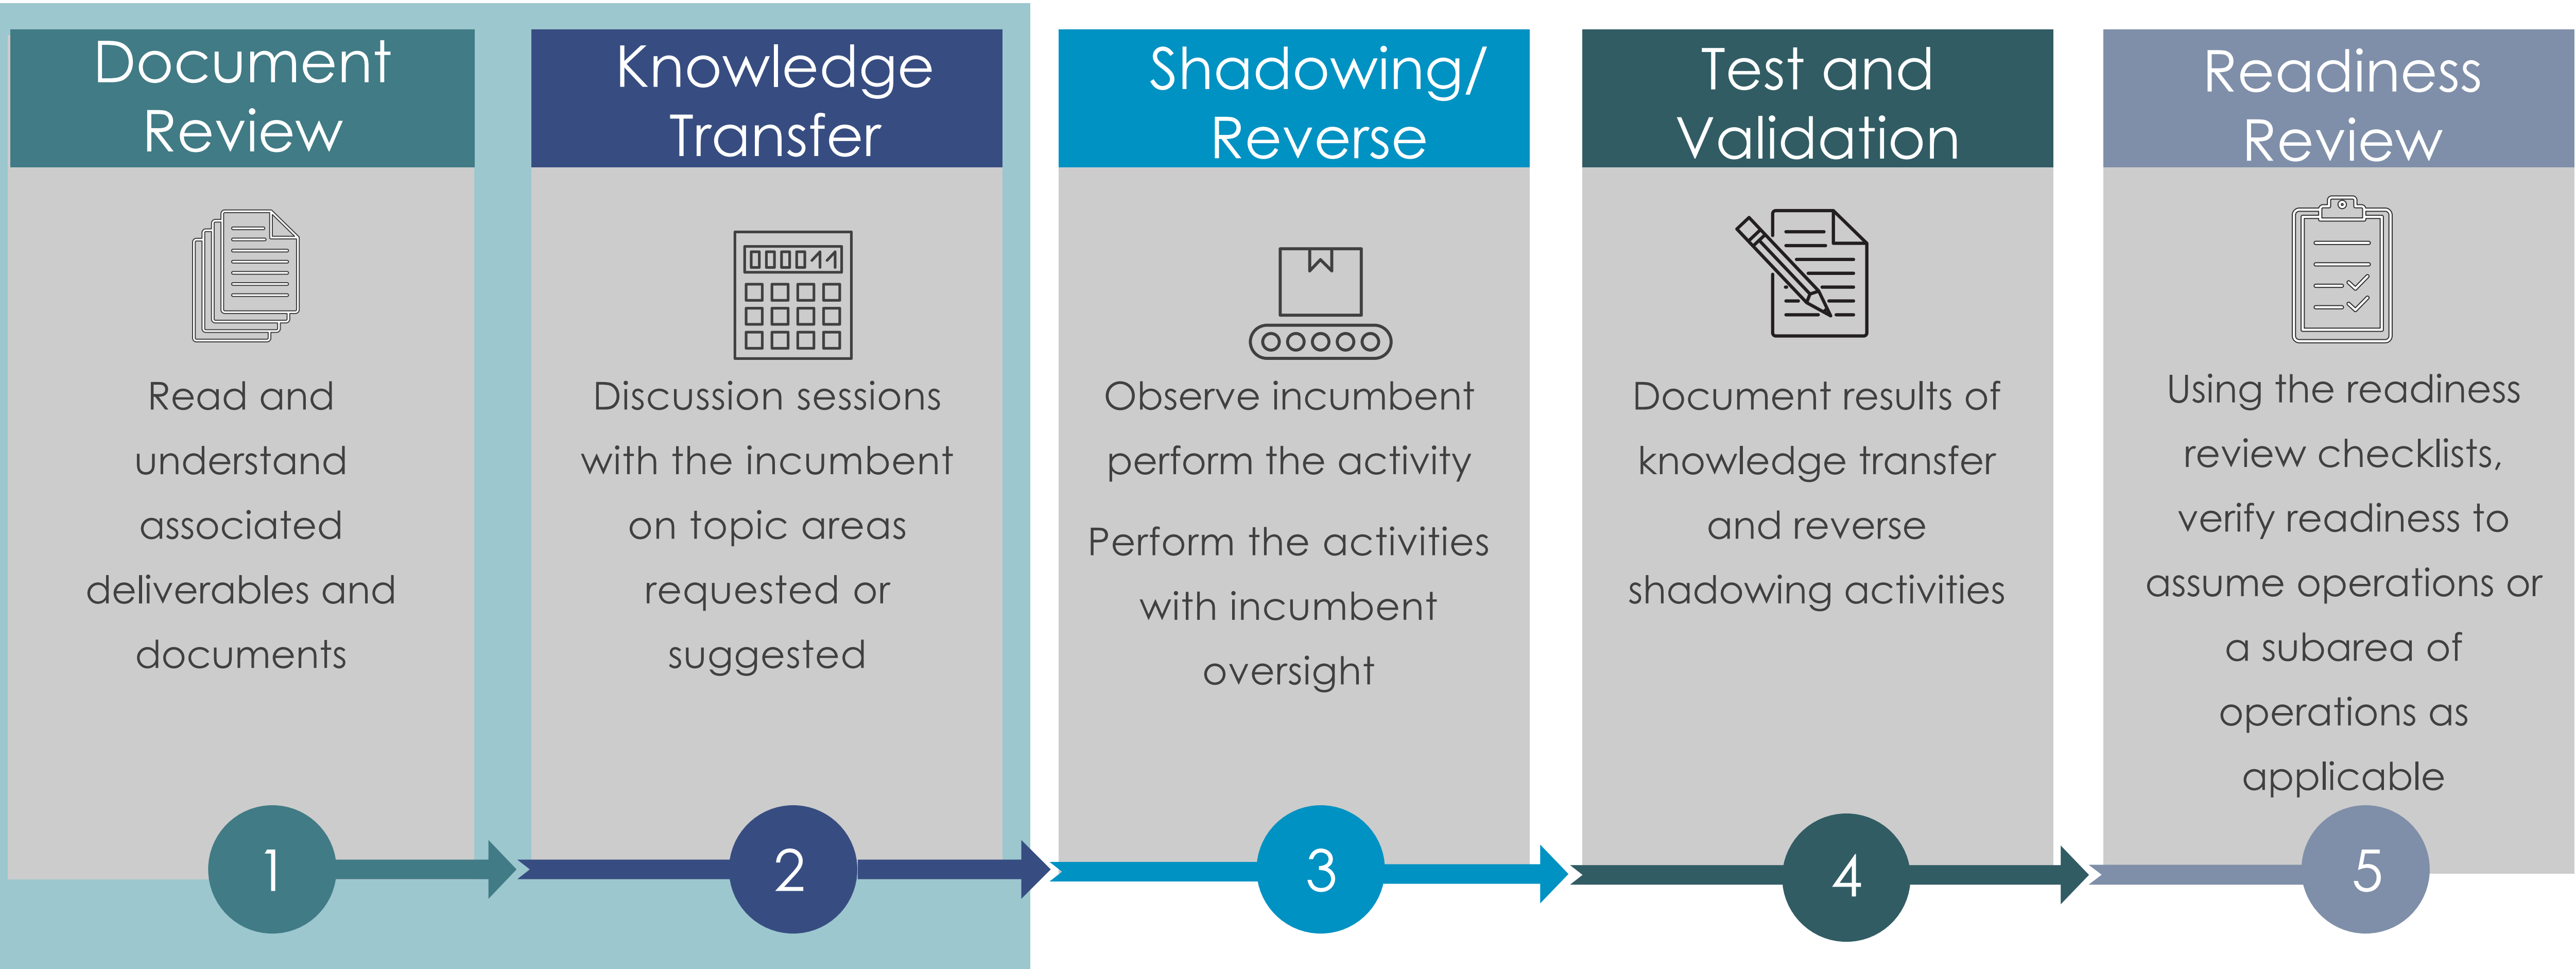 Document
Review
Read and
understand
associated
deliverables and
documents
1
Knowledge
Transfer
000011
Discussion sessions
with the incumbent
on topic areas
requested or
suggested
2
Shadowing/
Reverse
Observe incumbent
perform the activity
Perform the activities
with incumbent
oversight
3
Test and
Validation
Document results of
knowledge transfer
and reverse
shadowing activities
4
Readiness
Review
Using the readiness
review checklists,
verify readiness to
assume operations or
a subarea of
operations as
applicable
5